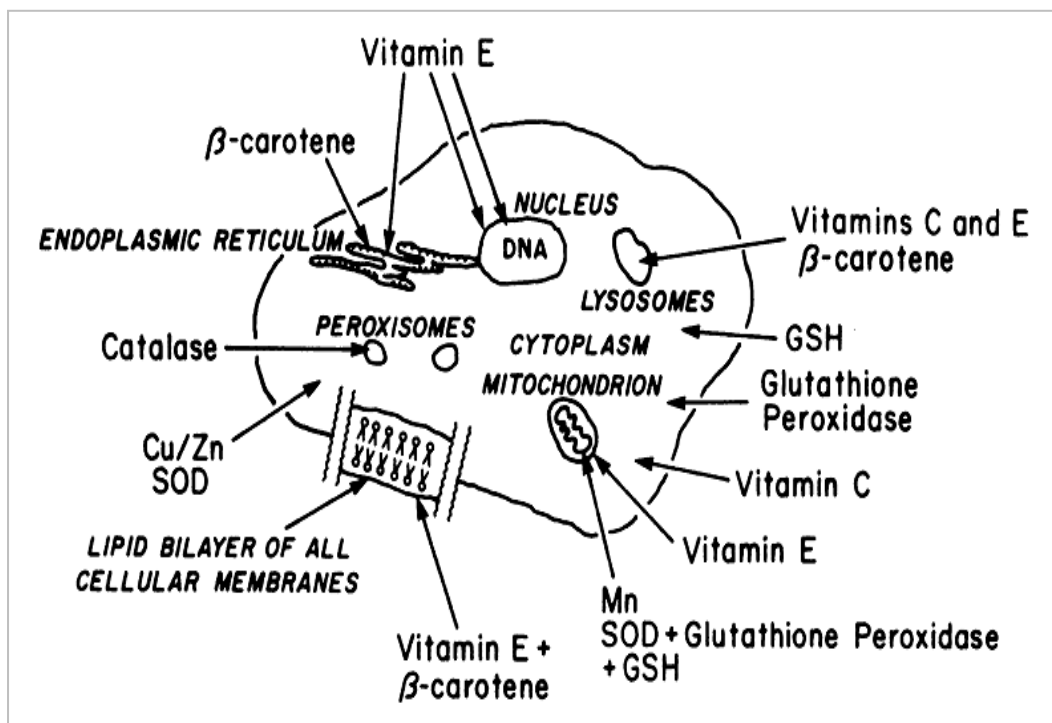 Vitamin E
β-carotene
NUCLEUS
DNA
ENDOPLASMIC RETICULUM
Vitamins C and E
β-carotene
LYSOSOMES
PEROXISOMES
Catalase
CYTOPLASM
GSH
MITOCHONDRION
Glutathione
Peroxidase
Cu/Zn
SOD
Vitamin C
LIPID BILAYER OF ALL
CELLULAR MEMBRANES
Vitamin E
Mn
SOD + Glutathione Peroxidase
+ GSH
Vitamin E +
β-carotene